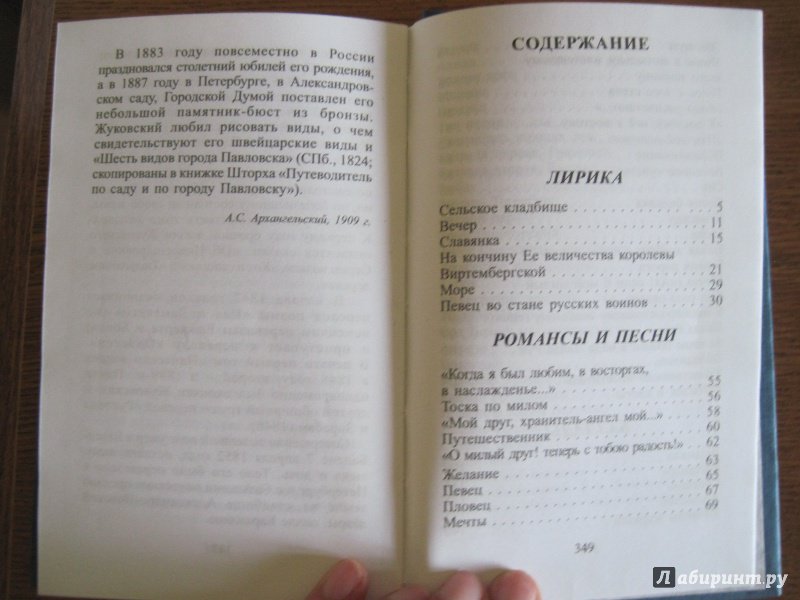 В 1883 году повсеместно в России
праздновался столетний юбилей его рождения,
а в 1887 году в Петербурге, в Александров-
ском саду, Городской Думой поставлен его
небольшой памятник-бюст из бронзы.
Жуковский любил рисовать виды, о чем
свидетельствуют его швейцарские виды и
«Шесть видов города Павловска» (СПб., 1824;
скопированы в книжке Шторха «Путеводитель
по саду и по городу Павловску»).
А.С. Архангельский, 1909 г.
СОДЕРЖАНИЕ
ЛИРИКА
Сельское кладбище . . . . . . . . . . . . . . . . 5
Вечер . . . . . . . . . . . . . . . . . . . . . . . . . 11
Славянка . . . . . . . . . . . . . . . . . . . . . . 15
На кончину Ее величества королевы
Виртембергской . . . . . . . . . . . . . . . . . 21
Море . . . . . . . . . . . . . . . . . . . . . . . . . 29
Певец во стане русских воинов . . . . . . . 30
РОМАНСЫ И ПЕСНИ
«Когда я был любим, в восторгах,
в наслажденье...» . . . . . . . . . . . . . . . . 55
Тоска по милом . . . . . . . . . . . . . . . . . 56
«Мой друг, хранитель-ангел мой...» . . . . 58
Путешественник . . . . . . . . . . . . . . . . . 60
«О милый друг! теперь с тобою радость!» . . 62
Желание . . . . . . . . . . . . . . . . . . . . . . 63
Певец . . . . . . . . . . . . . . . . . . . . . . . . 65
Пловец . . . . . . . . . . . . . . . . . . . . . . . 67
Мечты . . . . . . . . . . . . . . . . . . . . . . . . 69
349
Лабиринт.ру